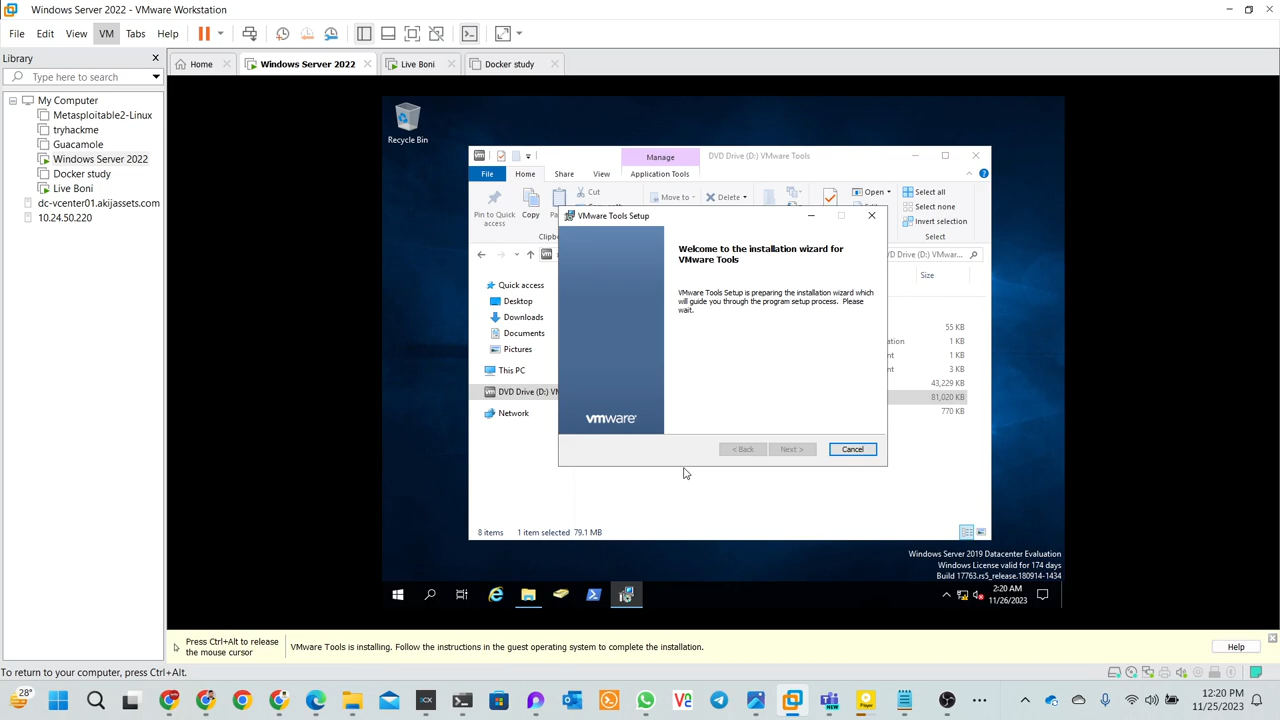 Windows Server 2022 - VMware Workstation
File Edit View VM Tabs Help
Library
Type here to search
Home
Windows Server 2022
Live Boni
Docker study
My Computer
Metasploitable2-Linux
tryhackme
Guacamole
Windows Server 2022
Docker study
Live Boni
dc-vcenter01.akijassets.com
10.24.50.220
Recycle Bin
vm
Manage
DVD Drive (D:) VMware Tools
File Home Share View Application Tools
Pin to Quick
access
Copy
Cut
Move to
Delete
Open
Select all
Select none
Invert selection
Select
D Drive (D:) VMwar...
Size
Quick access
Desktop
Downloads
Documents
Pictures
This PC
DVD Drive (D:)
Network
55 KB
1 KB
1 KB
3 KB
43,229 KB
81,020 KB
770 KB
8 items 1 item selected 79.1 MB
VMware Tools Setup
Welcome to the installation wizard for
VMware Tools
VMware Tools Setup is preparing the installation wizard which
will guide you through the program setup process. Please
wait.
vmware
< Back Next > Cancel
Windows Server 2019 Datacenter Evaluation
Windows License valid for 174 days
Build 17763.rs5_release.180914-1434
2:20 AM
11/26/2023
Press Ctrl+Alt to release
the mouse cursor
VMware Tools is installing. Follow the instructions in the guest operating system to complete the installation.
Help
To return to your computer, press Ctrl+Alt.
28°
12:20 PM
11/25/2023